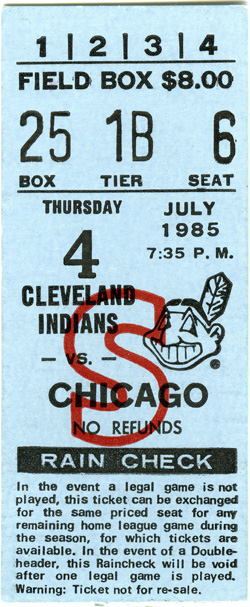 1 | 2 | 3 | 4
FIELD BOX $8.00
25 1B 6
BOX TIER SEAT
THURSDAY JULY
4 1985
7:35 P. M.
CLEVELAND
INDIANS
— VS. —
S
CHICAGO
NO REFUNDS
RAIN CHECK
In the event a legal game is not
played, this ticket can be exchanged
for the same priced seat for any
remaining home league game during
the season, for which tickets are
available. In the event of a Double-
header, this Raincheck will be void
after one legal game is played.
Warning: Ticket not for re-sale.
®